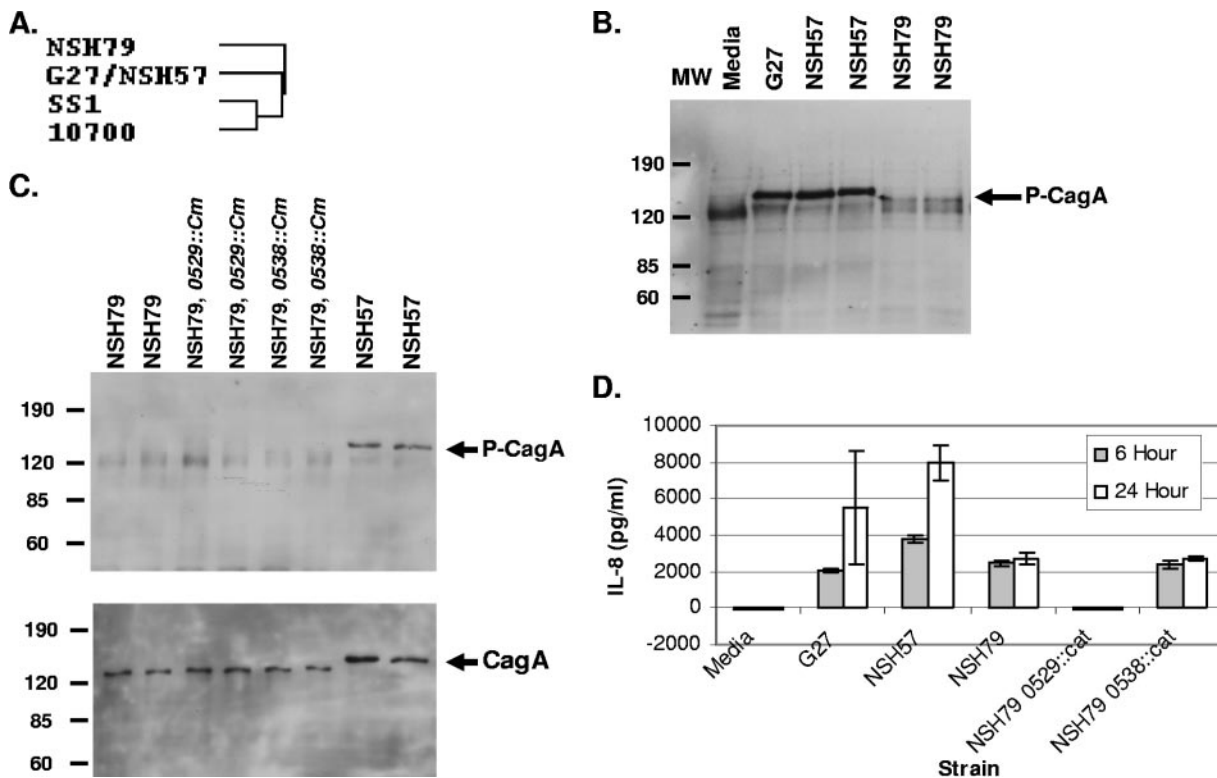 A.
NSH79
G27/NSH57
SS1
10700
B.
MW
Media
G27
NSH57
NSH57
NSH79
NSH79
190
120
85
60
P-CagA
C.
NSH79
NSH79
NSH79, 0529::Cm
NSH79, 0529::Cm
NSH79, 0538::Cm
NSH79, 0538::Cm
NSH57
NSH57
190
120
85
60
P-CagA
190
120
85
60
CagA
D.
10000
8000
6000
4000
2000
0
-2000
IL-8 (pg/ml)
6 Hour
24 Hour
Media
G27
NSH57
NSH79
NSH79 0529::cat
NSH79 0538::cat
Strain